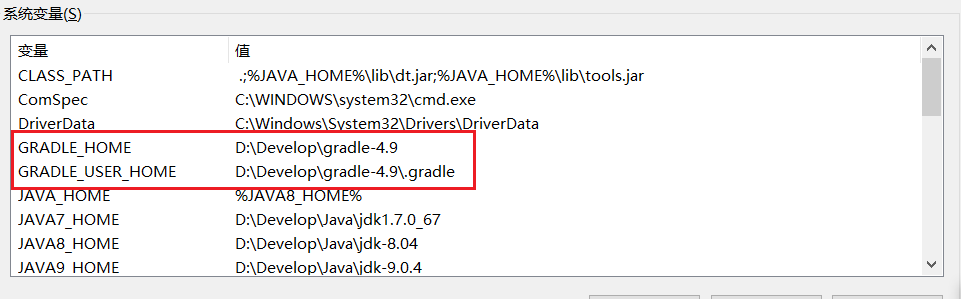 系统变量(S)
变量 值
CLASS_PATH .;%JAVA_HOME%\lib\dt.jar;%JAVA_HOME%\lib\tools.jar
ComSpec C:\WINDOWS\system32\cmd.exe
DriverData C:\Windows\System32\Drivers\DriverData
GRADLE_HOME D:\Develop\gradle-4.9
GRADLE_USER_HOME D:\Develop\gradle-4.9\.gradle
JAVA_HOME %JAVA8_HOME%
JAVA7_HOME D:\Develop\Java\jdk1.7.0_67
JAVA8_HOME D:\Develop\Java\jdk-8.04
JAVA9_HOME D:\Develop\Java\jdk-9.0.4